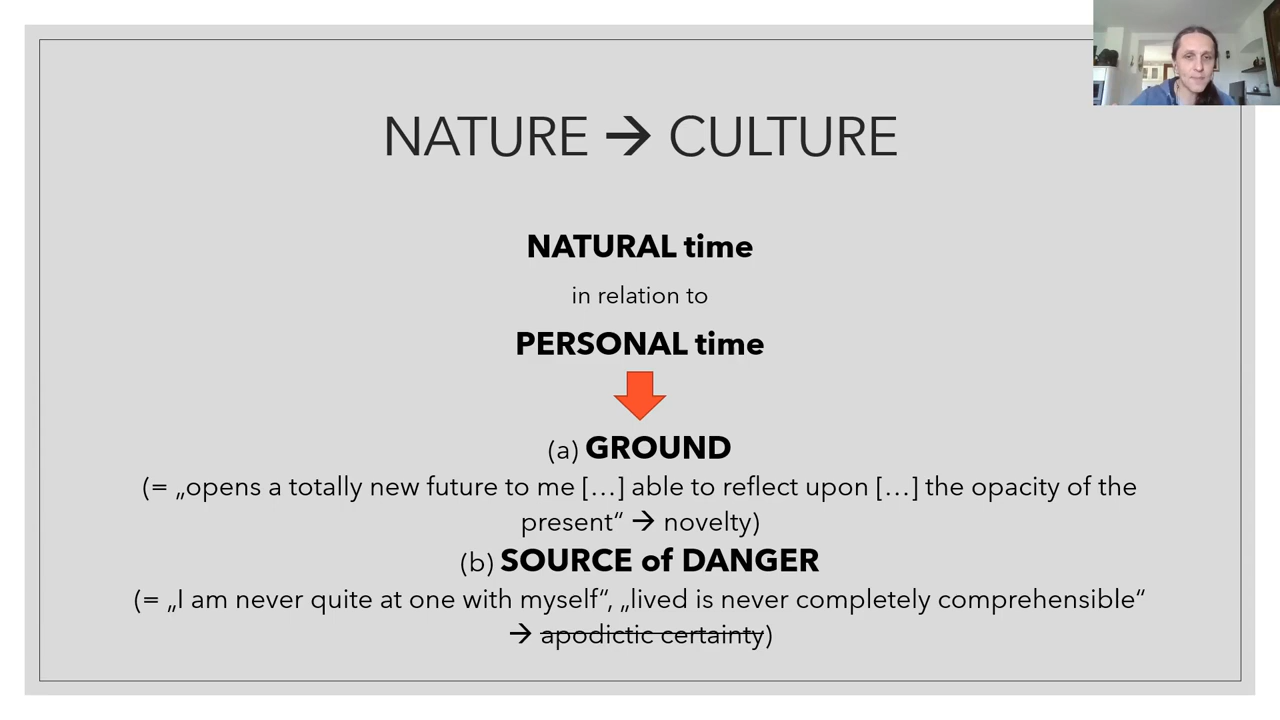 NATURE → CULTURE
NATURAL time
in relation to
PERSONAL time
(a) GROUND
(= „opens a totally new future to me […] able to reflect upon […] the opacity of the
present“ → novelty)
(b) SOURCE of DANGER
(= „I am never quite at one with myself“, „lived is never completely comprehensible“
→ apodictic certainty)